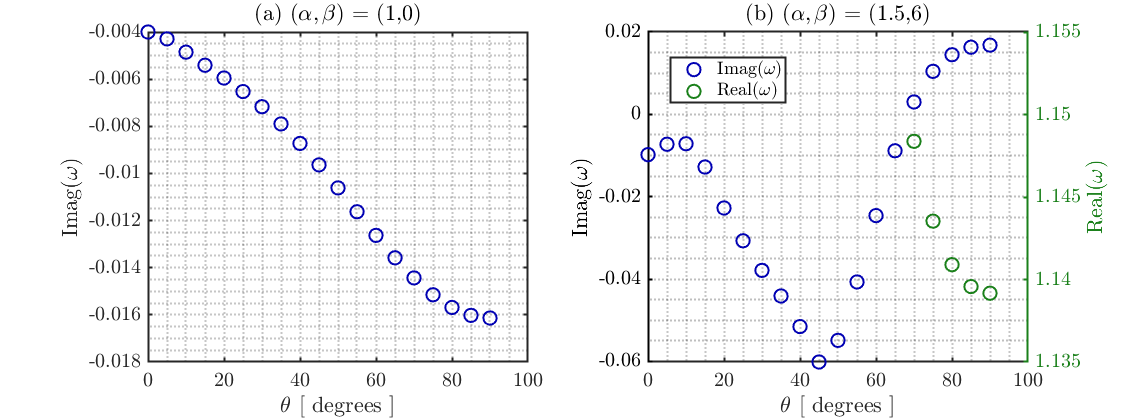 (a) (α,β) = (1,0)
-0.004
-0.006
-0.008
-0.01
-0.012
-0.014
-0.016
-0.018
Imag(ω)
0 20 40 60 80 100
θ [ degrees ]
(b) (α,β) = (1.5,6)
0.02
0
-0.02
-0.04
-0.06
Imag(ω)
Imag(ω)
Real(ω)
1.155
1.15
1.145
1.14
1.135
Real(ω)
0 20 40 60 80 100
θ [ degrees ]